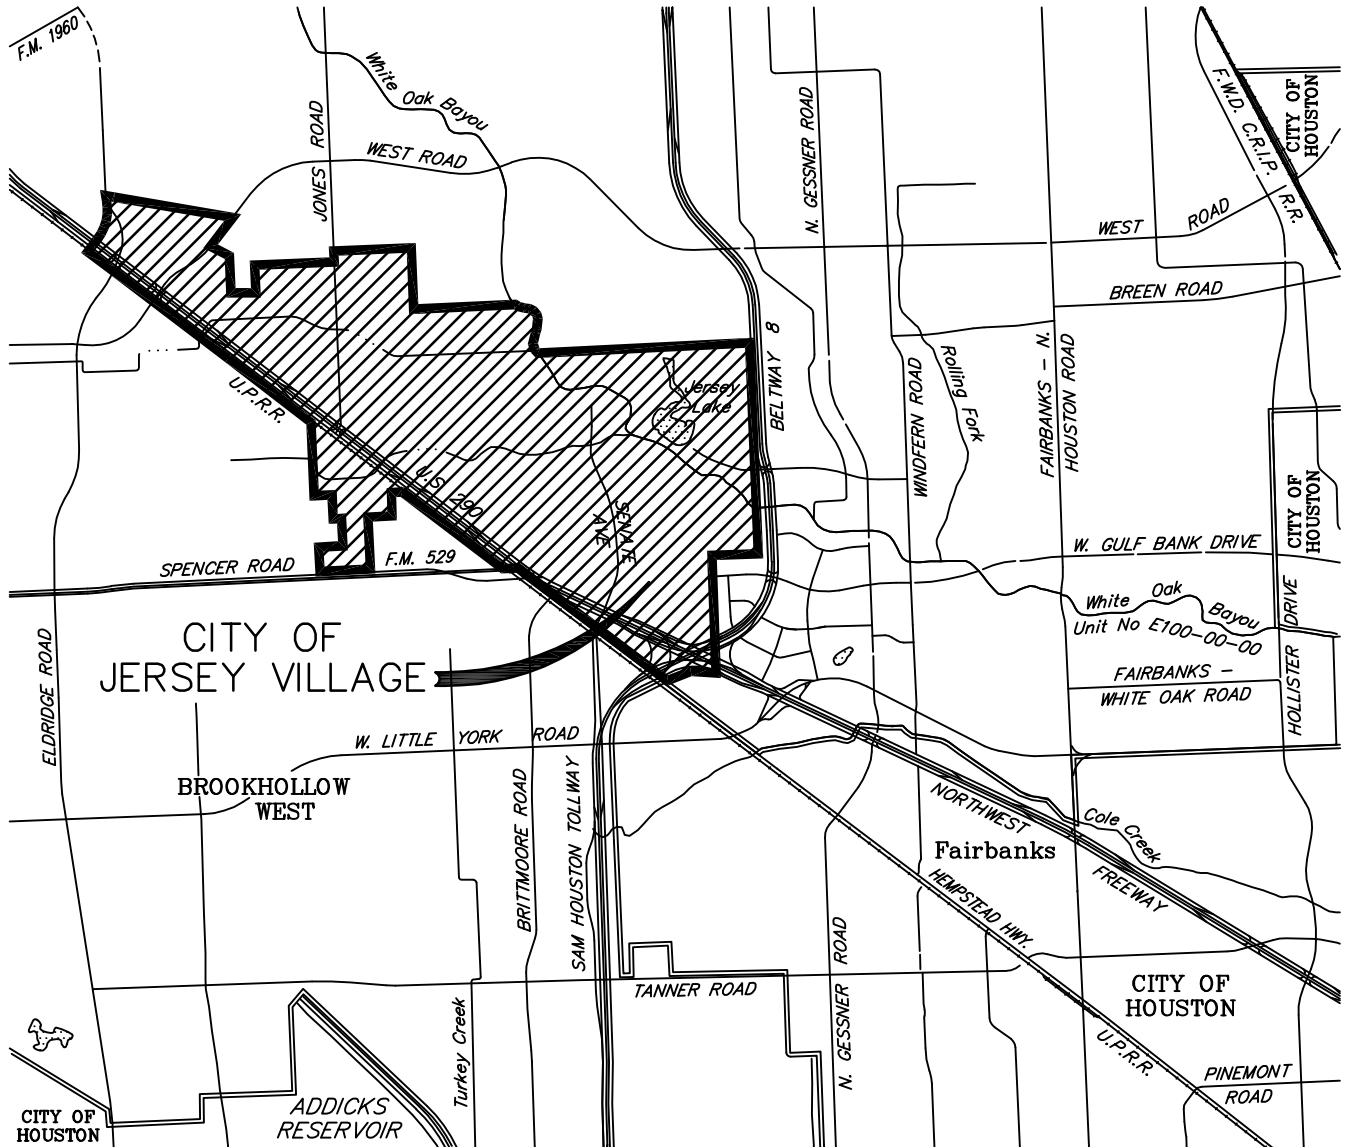 F.M. 1960
White
Oak Bayou
JONES ROAD
WEST ROAD
N. GESSNER ROAD
F.W.D. C.R.I.P. R.R.
CITY OF
HOUSTON
WEST ROAD
BREEN ROAD
BELTWAY 8
FAIRBANKS - N.
HOUSTON ROAD
Rolling Fork
WINDFERN ROAD
Jersey
Lake
U.P.R.R.
U.S. 290
SENATE
AVE
CITY OF
HOUSTON
SPENCER ROAD
F.M. 529
W. GULF BANK DRIVE
White Oak Bayou
Unit No E100-00-00
HOLLISTER DRIVE
CITY OF
JERSEY VILLAGE
ELDRIDGE ROAD
FAIRBANKS -
WHITE OAK ROAD
W. LITTLE YORK ROAD
BROOKHOLLOW
WEST
BRITTMOORE ROAD
SAM HOUSTON TOLLWAY
NORTHWEST
FREEWAY
Cole Creek
Fairbanks
HEMPSTEAD HWY.
N. GESSNER ROAD
TANNER ROAD
CITY OF
HOUSTON
Turkey Creek
U.P.R.R.
PINEMONT
ROAD
ADDICKS
RESERVOIR
CITY OF
HOUSTON